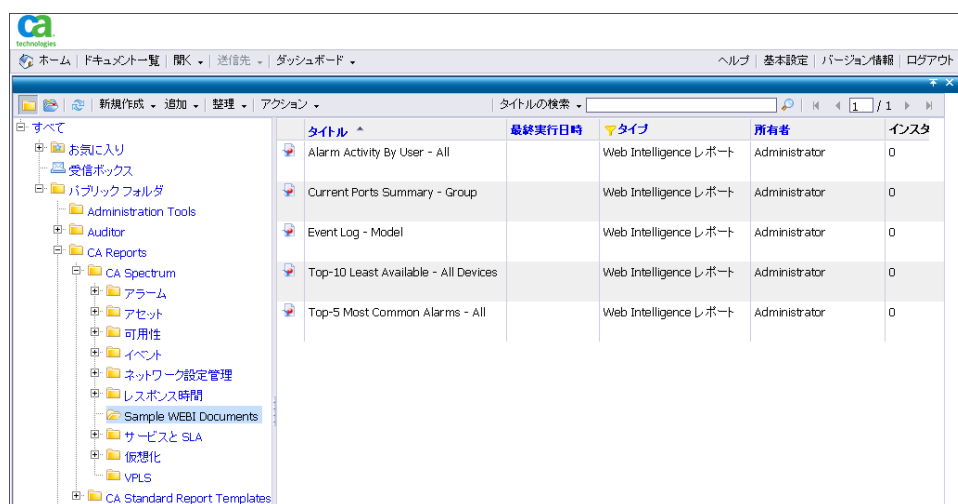 ca
technologies
ホーム | ドキュメント一覧 | 開く | 送信先 | ダッシュボード
ヘルプ | 基本設定 | バージョン情報 | ログアウト
新規作成 追加 | 整理 アクション タイトルの検索 1 / 1
すべて
お気に入り
受信ボックス
パブリック フォルダ
Administration Tools
Auditor
CA Reports
CA Spectrum
アラーム
アセット
可用性
イベント
ネットワーク設定管理
レスポンス時間
Sample WEBI Documents
サービスと SLA
仮想化
VPLS
CA Standard Report Templates
タイトル 最終実行日時 タイプ 所有者 インスタ
Alarm Activity By User - All Web Intelligence レポート Administrator 0
Current Ports Summary - Group Web Intelligence レポート Administrator 0
Event Log - Model Web Intelligence レポート Administrator 0
Top-10 Least Available - All Devices Web Intelligence レポート Administrator 0
Top-5 Most Common Alarms - All Web Intelligence レポート Administrator 0